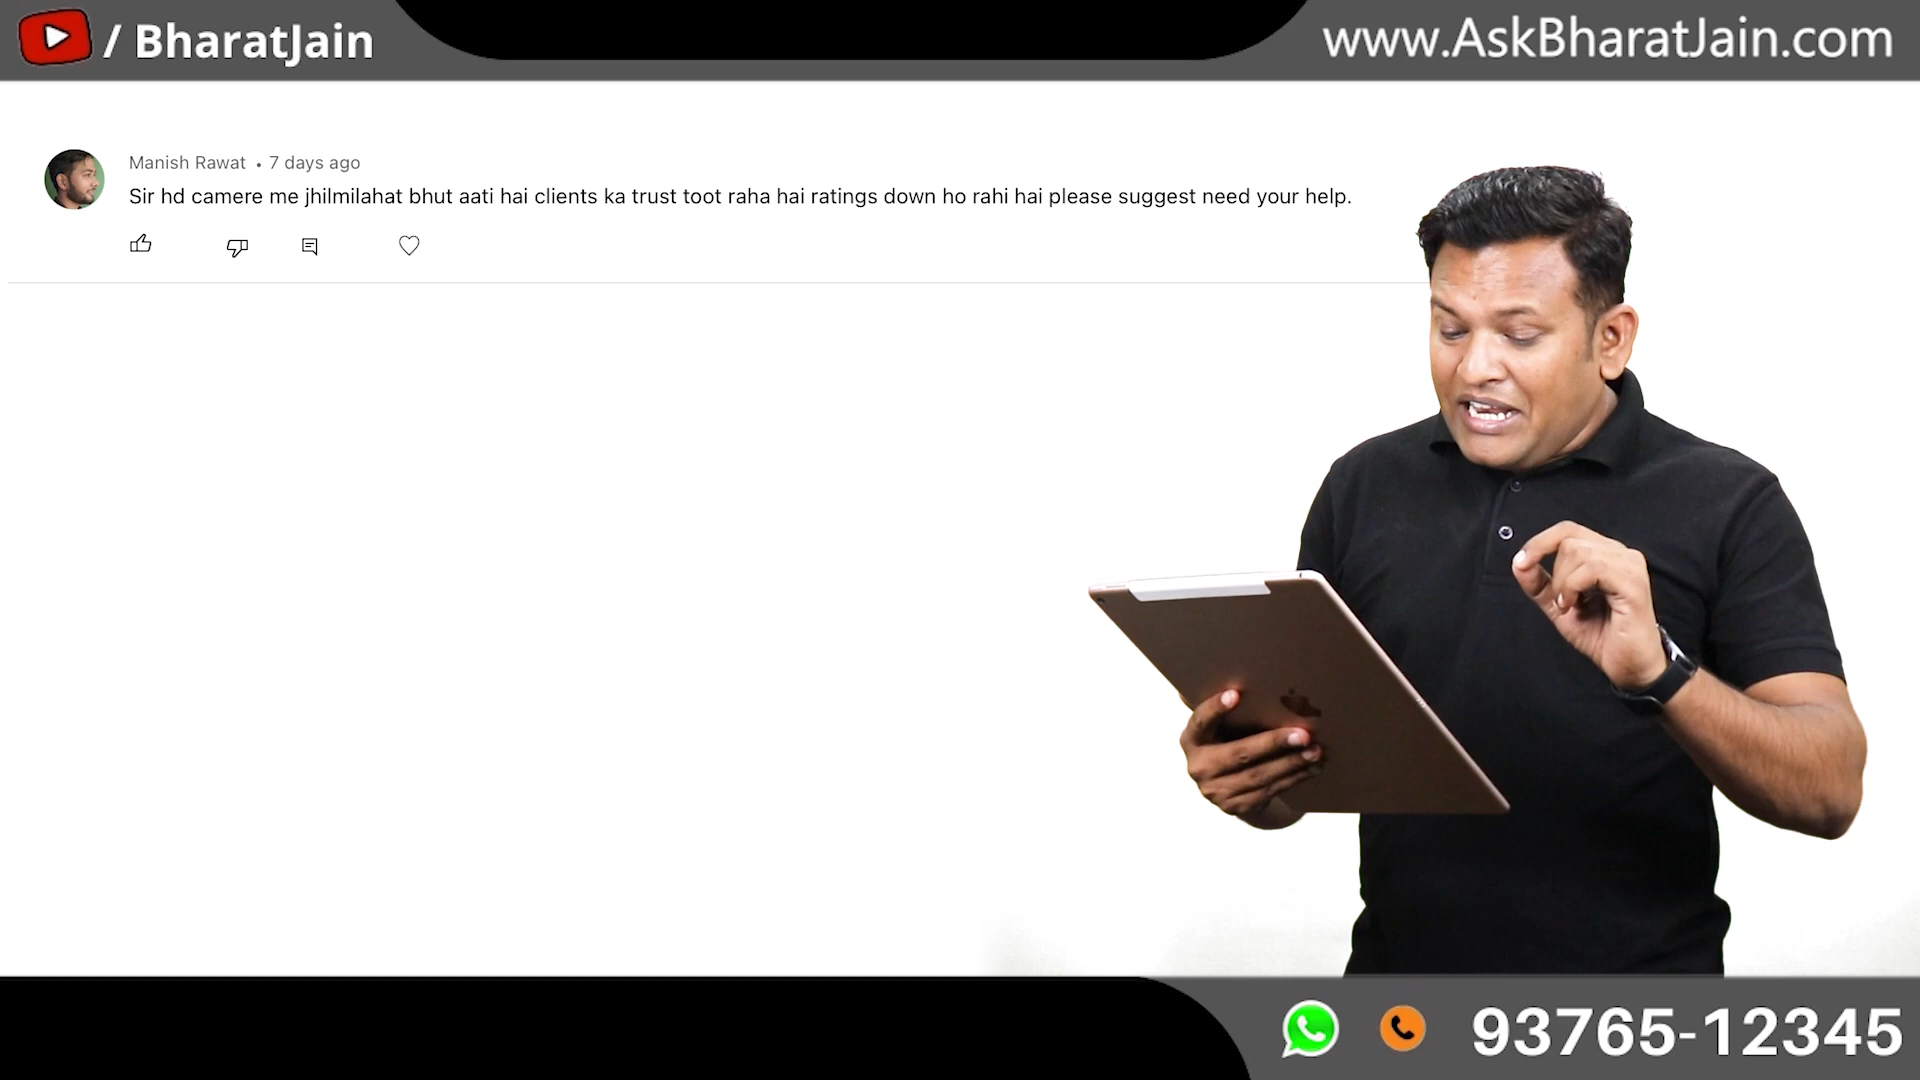 / BharatJain
www.AskBharatJain.com
Manish Rawat • 7 days ago
Sir hd camere me jhilmilahat bhut aati hai clients ka trust toot raha hai ratings down ho rahi hai please suggest need your help.
93765-12345